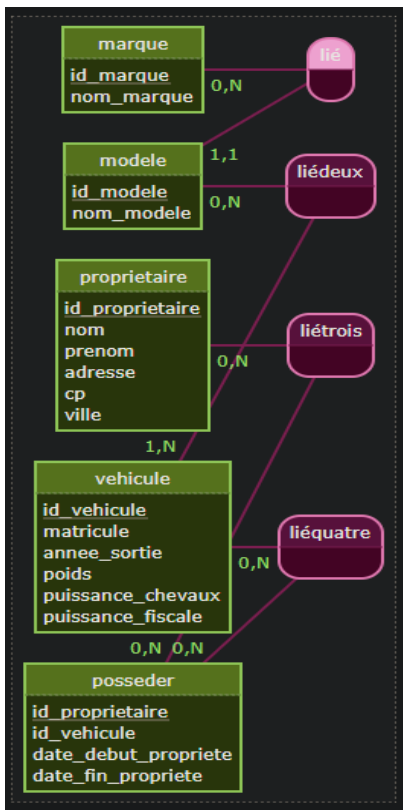 marque
id_marque
nom_marque
lié
0,N
modele
1,1
id_modele
nom_modele
liédeux
0,N
proprietaire
id_proprietaire
nom
prenom
adresse
cp
ville
liétrois
0,N
1,N
vehicule
id_vehicule
matricule
annee_sortie
poids
puissance_chevaux
puissance_fiscale
liéquatre
0,N
0,N 0,N
posseder
id_proprietaire
id_vehicule
date_debut_propriete
date_fin_propriete